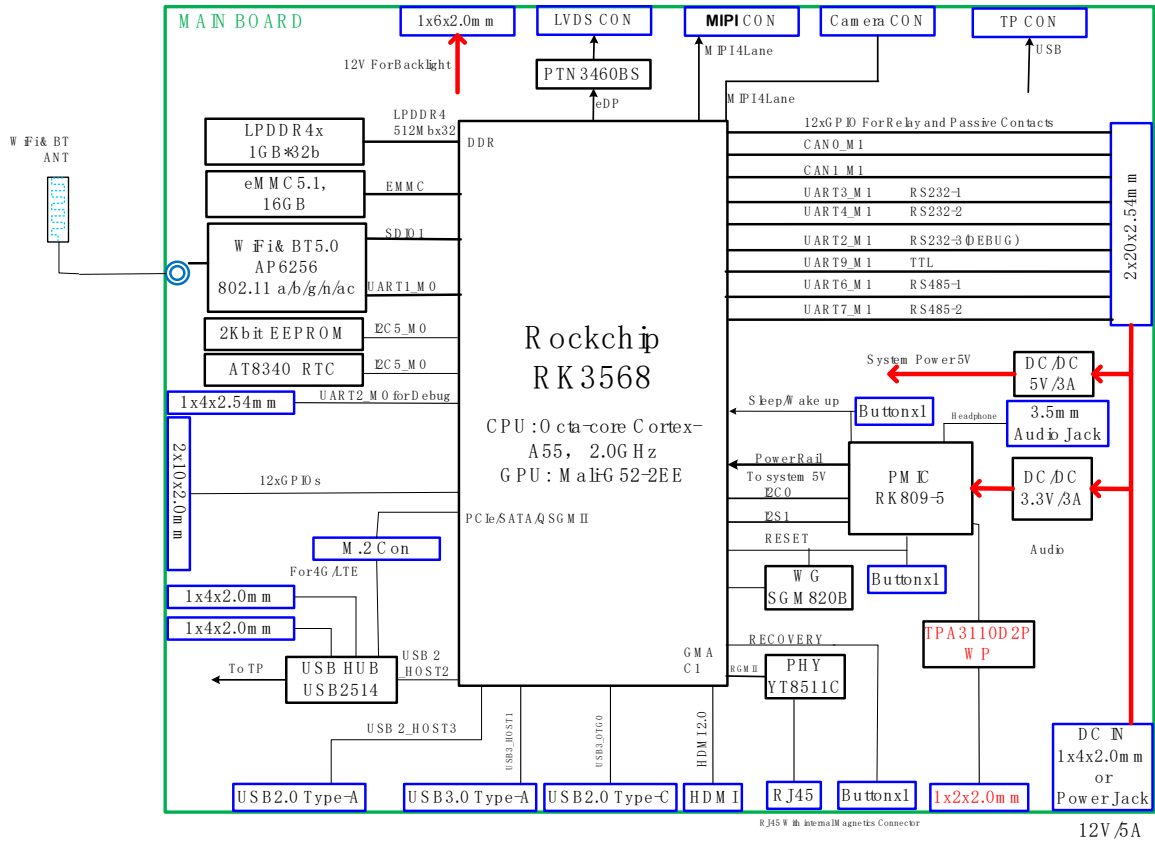 MAIN BOARD
1x6x2.0mm
LVDS CON
MIPI CON
Camera CON
TP CON
12V ForBacklight
PTN3460BS
MIPI4Lane
USB
eDP
MIPI4Lane
WiFi& BT
ANT
LPDDR4x
1GB*32b
LPDDR4
512Mbx32
DDR
eMMC5.1,
16GB
EMMC
WiFi& BT5.0
AP6256
802.11 a/b/g/n/ac
SDIO1
UART1_M0
2Kbit EEPROM
I2C5_M0
AT8340 RTC
I2C5_M0
1x4x2.54mm
UART2_M0forDebug
2x10x2.0mm
12xGPIOs
PCIe/SATA/QSGMII
M.2 Con
For4G/LTE
1x4x2.0mm
1x4x2.0mm
To TP
USB HUB
USB2514
USB2
_HOST2
Rockchip
RK3568
CPU:Octa-core Cortex-
A55, 2.0GHz
GPU: Mali-G52-2EE
12xGPIO For Relay and Passive Contacts
CAN0_M1
CAN1_M1
UART3_M1 RS232-1
UART4_M1 RS232-2
UART2_M1 RS232-3(DEBUG)
UART9_M1 TTL
UART6_M1 RS485-1
UART7_M1 RS485-2
2x20x2.54mm
System Power5V
DC/DC
5V/3A
Sleep/Wake up
Buttonx1
Headphone
3.5mm
Audio Jack
PowerRail
To system 5V
I2C0
I2S1
PMIC
RK809-5
DC/DC
3.3V/3A
RESET
Audio
WG
SGM820B
Buttonx1
TPA3110D2P
WP
RECOVERY
GMA
C1
RGMII
PHY
YT8511C
USB2_HOST3
USB3_HOST1
USB3_OTG0
HDMI2.0
DC IN
1x4x2.0mm
or
PowerJack
USB2.0 Type-A
USB3.0 Type-A
USB2.0 Type-C
HDMI
RJ45
Buttonx1
1x2x2.0mm
RJ45 With internalMagnetics Connector
12V/5A